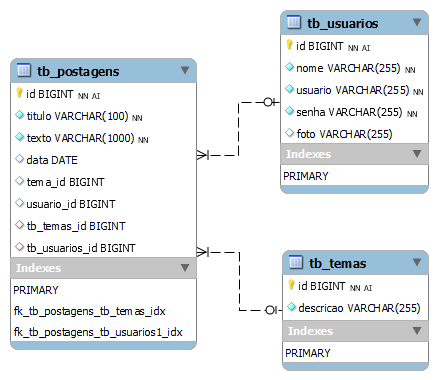 tb_postagens
id BIGINT NN AI
titulo VARCHAR(100) NN
texto VARCHAR(1000) NN
data DATE
tema_id BIGINT
usuario_id BIGINT
tb_temas_id BIGINT
tb_usuarios_id BIGINT
Indexes
PRIMARY
fk_tb_postagens_tb_temas_idx
fk_tb_postagens_tb_usuarios1_idx
tb_usuarios
id BIGINT NN AI
nome VARCHAR(255) NN
usuario VARCHAR(255) NN
senha VARCHAR(255) NN
foto VARCHAR(255)
Indexes
PRIMARY
tb_temas
id BIGINT NN AI
descricao VARCHAR(255)
Indexes
PRIMARY